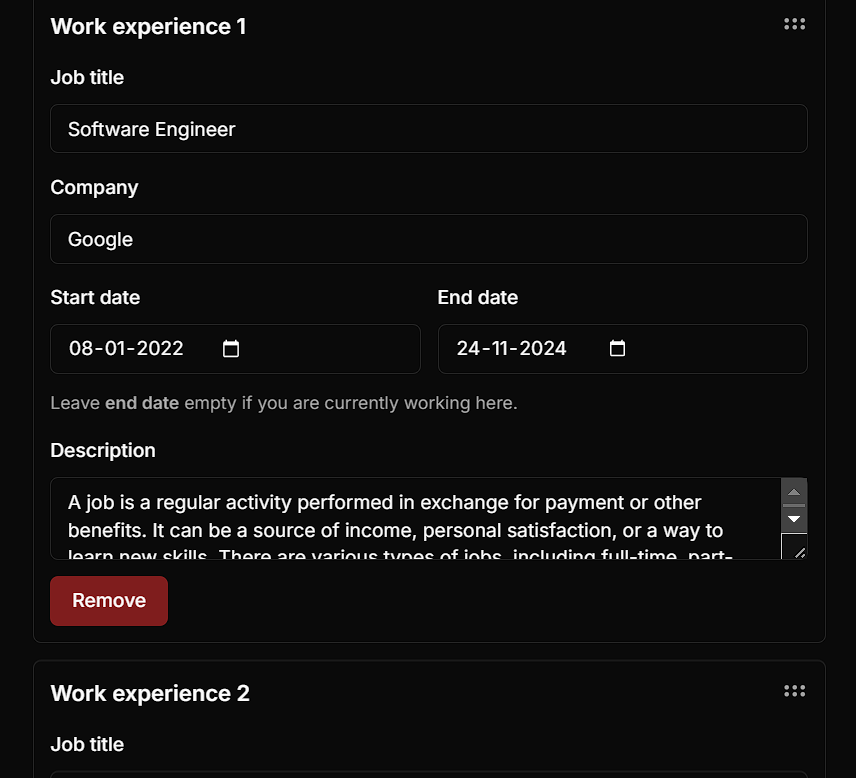 Work experience 1
Job title
Software Engineer
Company
Google
Start date
End date
08-01-2022
24-11-2024
Leave end date empty if you are currently working here.
Description
A job is a regular activity performed in exchange for payment or other
benefits. It can be a source of income, personal satisfaction, or a way to
learn new skills. There are various types of jobs, including full-time, part-
Remove
Work experience 2
Job title